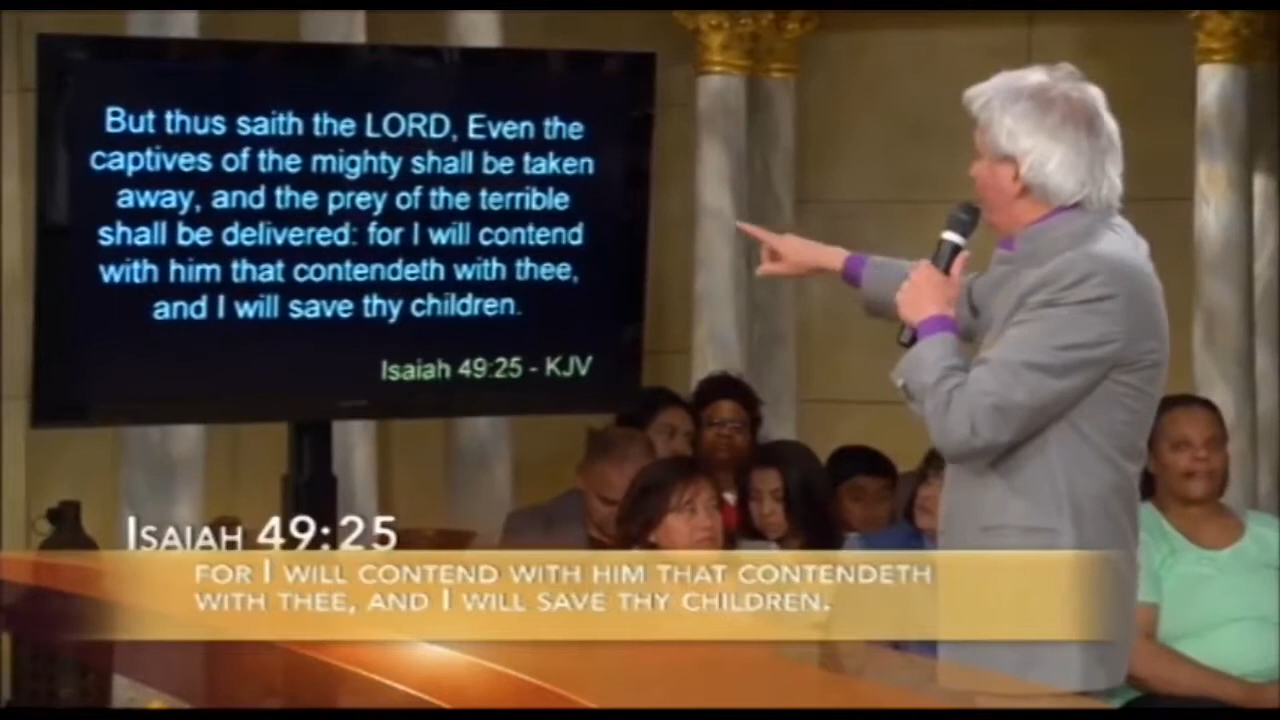 But thus saith the LORD, Even the
captives of the mighty shall be taken
away, and the prey of the terrible
shall be delivered: for I will contend
with him that contendeth with thee,
and I will save thy children.
Isaiah 49:25 - KJV
ISAIAH 49:25
FOR I WILL CONTEND WITH HIM THAT CONTENDETH
WITH THEE, AND I WILL SAVE THY CHILDREN.